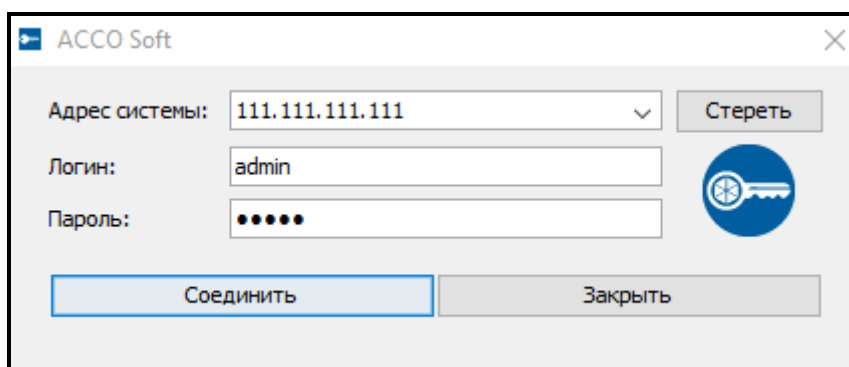 ACCO Soft
Адрес системы: 111.111.111.111 Стереть
Логин: admin
Пароль: •••••
Соединить Закрыть